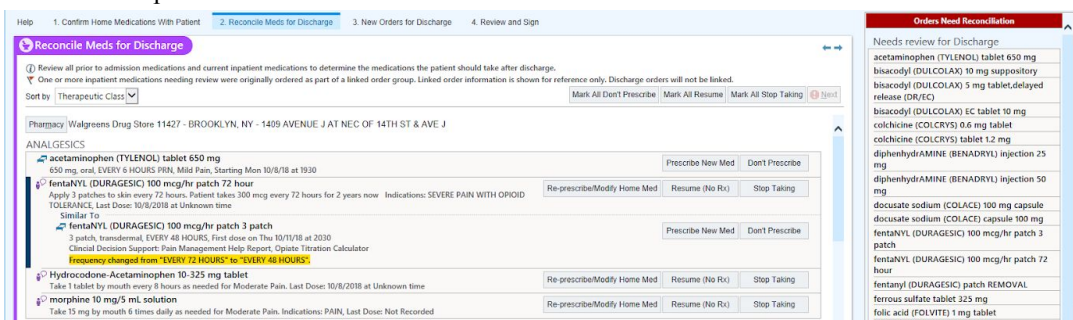 Help 1. Confirm Home Medications With Patient 2. Reconcile Meds for Discharge 3. New Orders for Discharge 4. Review and Sign
Reconcile Meds for Discharge
Review all prior to admission medications and current inpatient medications to determine the medications the patient should take after discharge.
One or more inpatient medications needing review were originally ordered as part of a linked order group. Linked order information is shown for reference only. Discharge orders will not be linked.
Sort by Therapeutic Class Mark All Don't Prescribe Mark All Resume Mark All Stop Taking Next
Pharmacy Walgreens Drug Store 11427 - BROOKLYN, NY - 1409 AVENUE J AT NEC OF 14TH ST & AVE J
ANALGESICS
acetaminophen (TYLENOL) tablet 650 mg Prescribe New Med Don't Prescribe
650 mg, oral, EVERY 6 HOURS PRN, Mild Pain, Starting Mon 10/8/18 at 1930
fentaNYL (DURAGESIC) 100 mcg/hr patch 72 hour Re-prescribe/Modify Home Med Resume (No Rx) Stop Taking
Apply 3 patches to skin every 72 hours. Patient takes 300 mcg every 72 hours for 2 years now Indications: SEVERE PAIN WITH OPIOID
TOLERANCE, Last Dose: 10/8/2018 at Unknown time
Similar To
fentaNYL (DURAGESIC) 100 mcg/hr patch 3 patch Prescribe New Med Don't Prescribe
3 patch, transdermal, EVERY 48 HOURS, First dose on Thu 10/11/18 at 2030
Clincial Decision Support: Pain Management Help Report, Opiate Titration Calculator
Frequency changed from "EVERY 72 HOURS" to "EVERY 48 HOURS".
Hydrocodone-Acetaminophen 10-325 mg tablet Re-prescribe/Modify Home Med Resume (No Rx) Stop Taking
Take 1 tablet by mouth every 8 hours as needed for Moderate Pain. Last Dose: 10/8/2018 at Unknown time
morphine 10 mg/5 mL solution Re-prescribe/Modify Home Med Resume (No Rx) Stop Taking
Take 15 mg by mouth 6 times daily as needed for Moderate Pain. Indications: PAIN, Last Dose: Not Recorded
Orders Need Reconciliation
Needs review for Discharge
acetaminophen (TYLENOL) tablet 650 mg
bisacodyl (DULCOLAX) 10 mg suppository
bisacodyl (DULCOLAX) 5 mg tablet,delayed
release (DR/EC)
bisacodyl (DULCOLAX) EC tablet 10 mg
colchicine (COLCRYS) 0.6 mg tablet
colchicine (COLCRYS) tablet 1.2 mg
diphenhydrAMINE (BENADRYL) injection 25
mg
diphenhydrAMINE (BENADRYL) injection 50
mg
docusate sodium (COLACE) 100 mg capsule
docusate sodium (COLACE) capsule 100 mg
fentaNYL (DURAGESIC) 100 mcg/hr patch 3
patch
fentaNYL (DURAGESIC) 100 mcg/hr patch 72
hour
fentanyl (DURAGESIC) patch REMOVAL
ferrous sulfate tablet 325 mg
folic acid (FOLVITE) 1 mg tablet